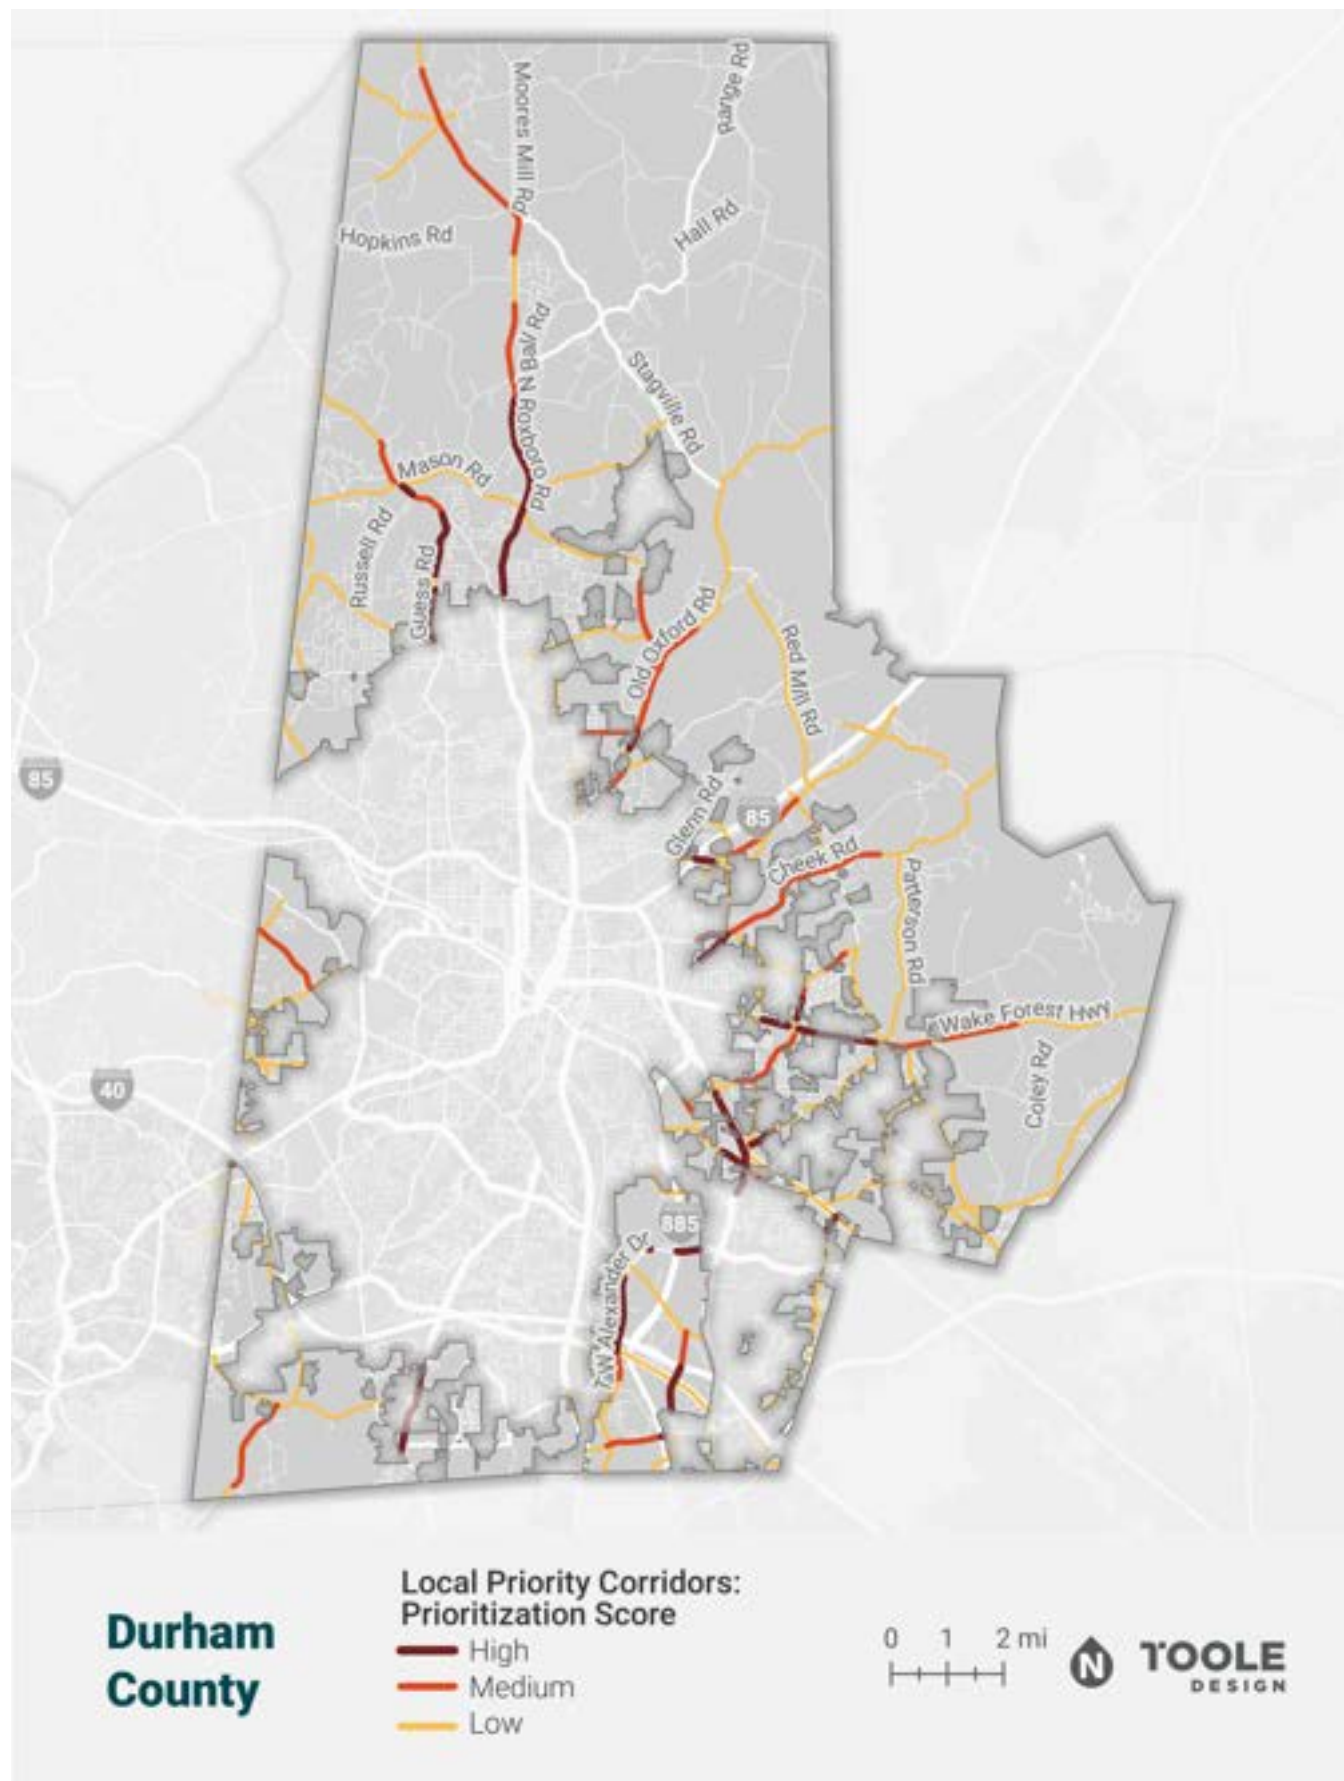 Moores Mill Rd
Range Rd
Hopkins Rd
Hall Rd
N Roxboro Rd
Stagville Rd
Mason Rd
Russell Rd
Guess Rd
Old Oxford Rd
Red Mill Rd
85
Glenn Rd
85
Cheek Rd
Patterson Rd
Wake Forest Hwy
Coley Rd
40
885
T W Alexander Dr
Durham
County
Local Priority Corridors:
Prioritization Score
High
Medium
Low
0 1 2 mi
N
TOOLE
DESIGN